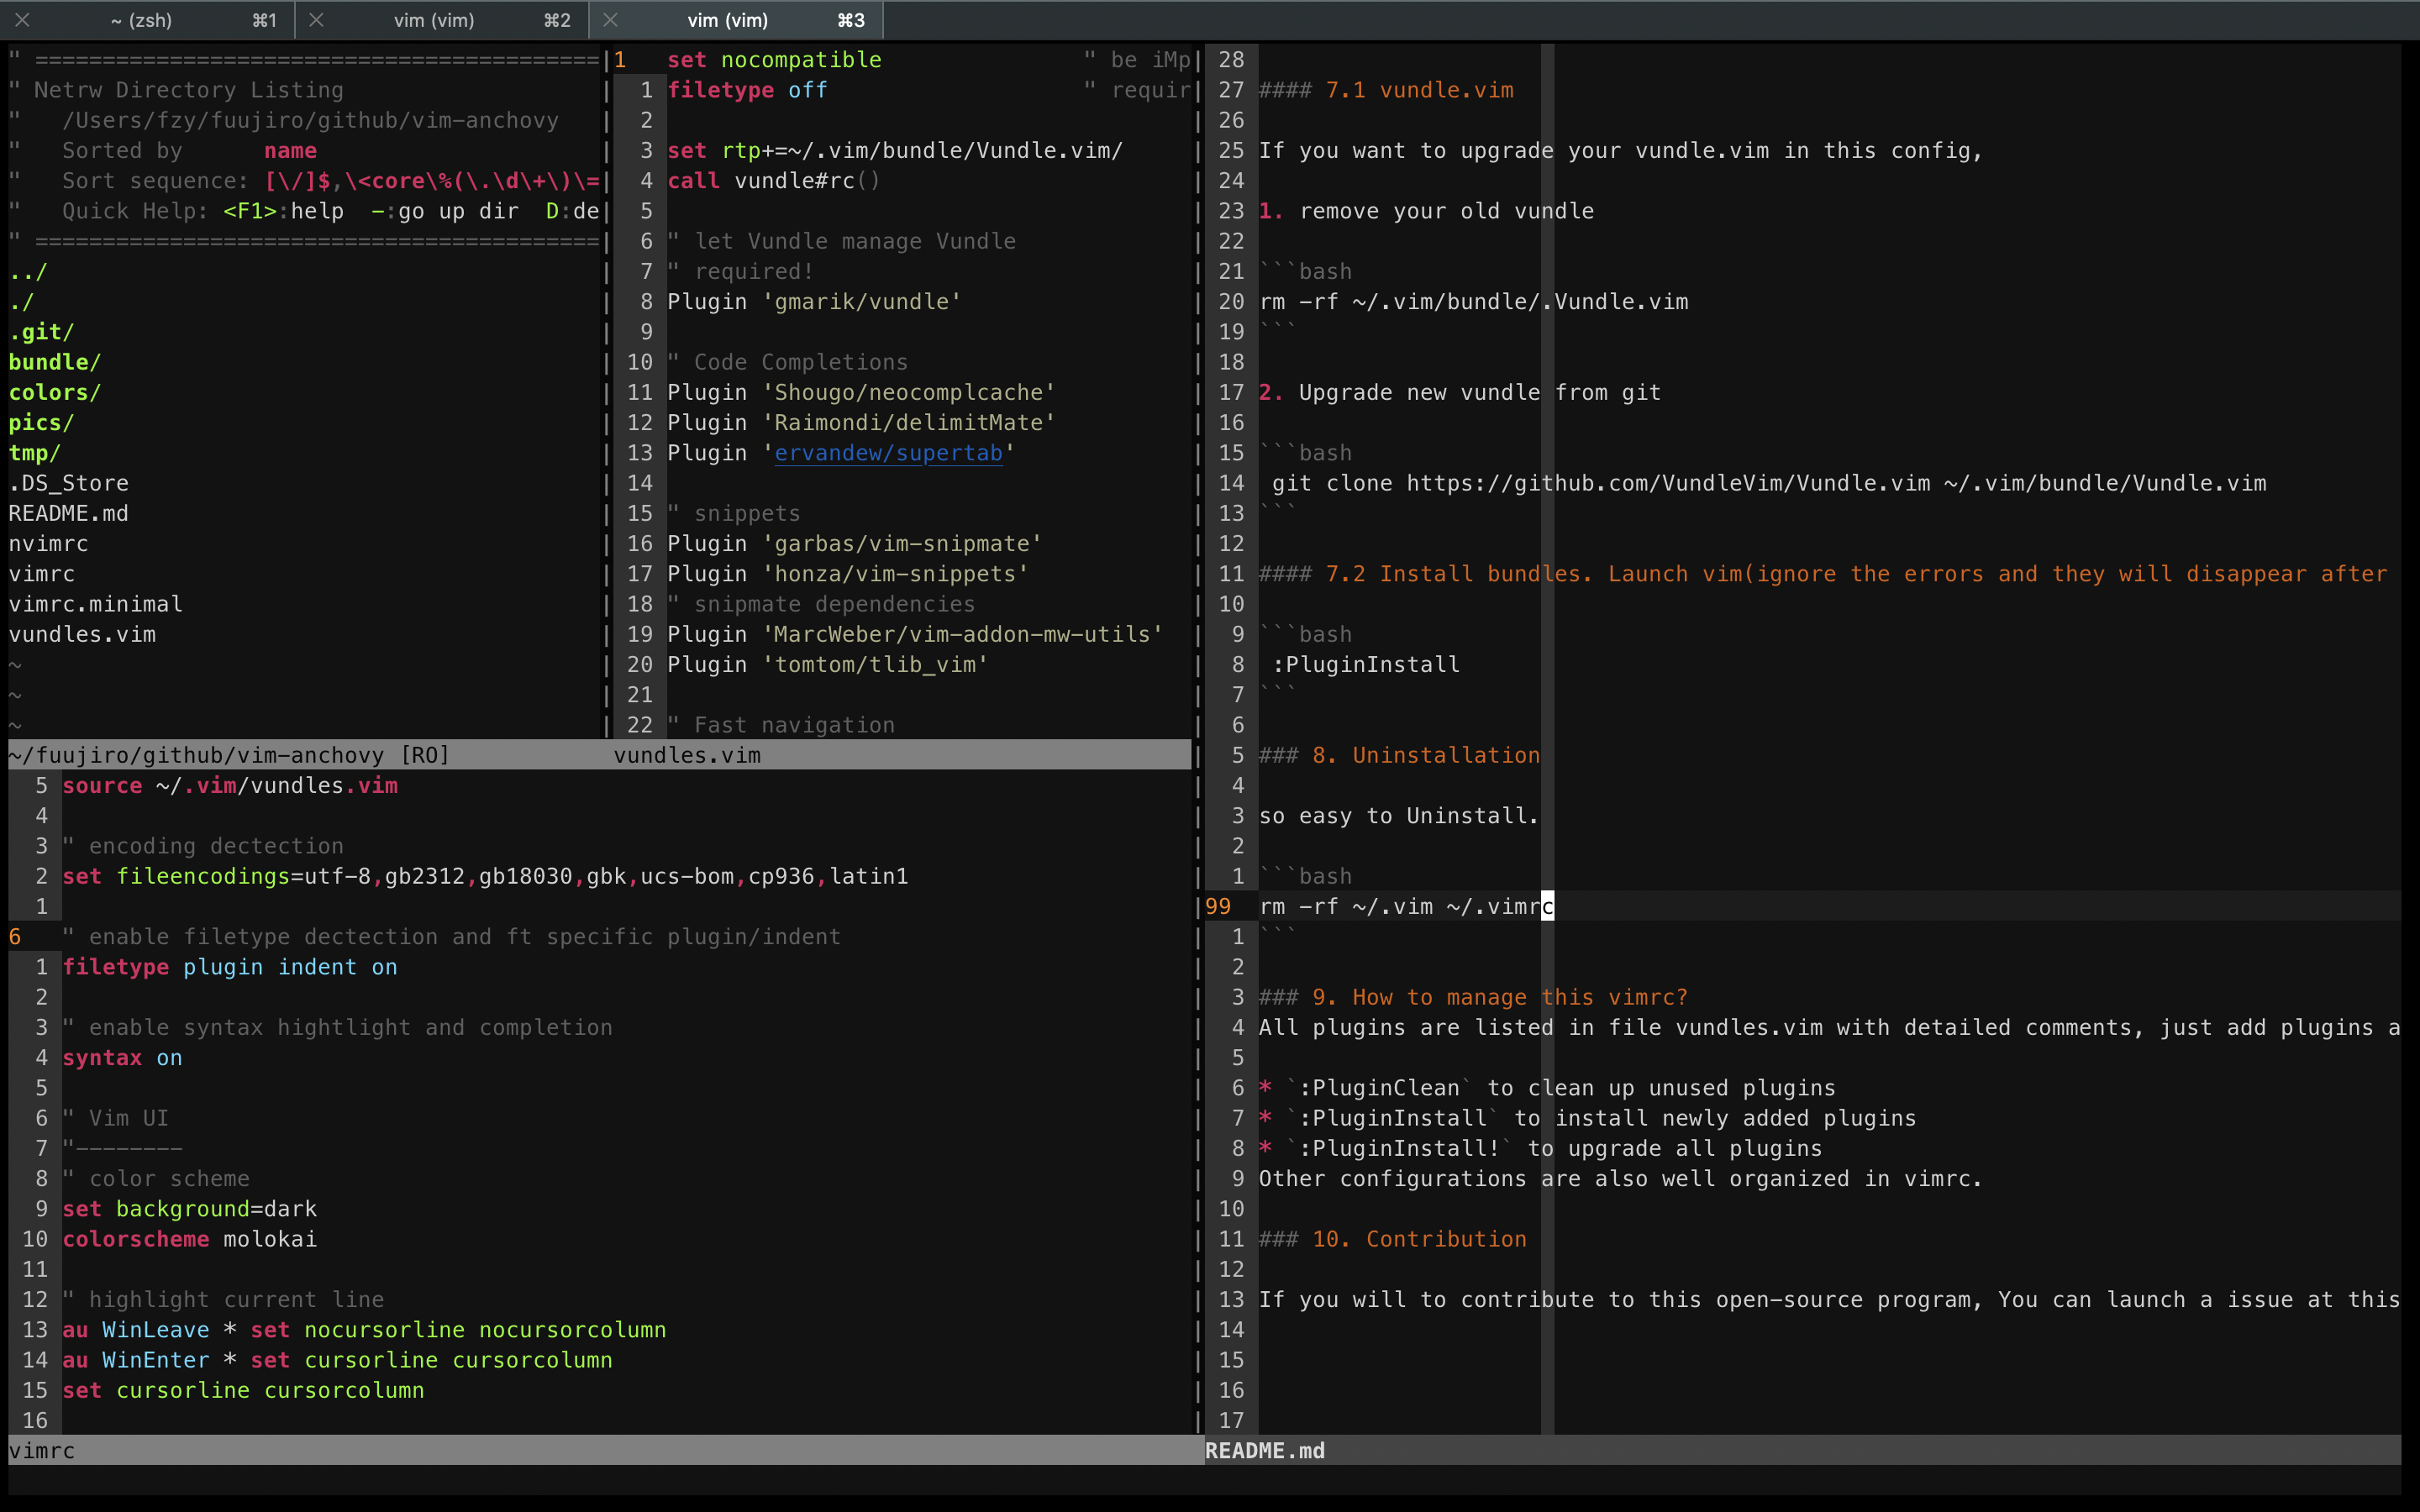 ~ (zsh) ⌘1 vim (vim) ⌘2 vim (vim) ⌘3
" ==========================================
" Netrw Directory Listing
"   /Users/fzy/fuujiro/github/vim-anchovy
"   Sorted by      name
"   Sort sequence: [\/]$,\<core\%(\.\d\+\)\=
"   Quick Help: <F1>:help  -:go up dir  D:de
" ==========================================
../
./
.git/
bundle/
colors/
pics/
tmp/
.DS_Store
README.md
nvimrc
vimrc
vimrc.minimal
vundles.vim
~
~
~
~/fuujiro/github/vim-anchovy [RO]
1 set nocompatible " be iMp
1 filetype off " requir
2
3 set rtp+=~/.vim/bundle/Vundle.vim/
4 call vundle#rc()
5
6 " let Vundle manage Vundle
7 " required!
8 Plugin 'gmarik/vundle'
9
10 " Code Completions
11 Plugin 'Shougo/neocomplcache'
12 Plugin 'Raimondi/delimitMate'
13 Plugin 'ervandew/supertab'
14
15 " snippets
16 Plugin 'garbas/vim-snipmate'
17 Plugin 'honza/vim-snippets'
18 " snipmate dependencies
19 Plugin 'MarcWeber/vim-addon-mw-utils'
20 Plugin 'tomtom/tlib_vim'
21
22 " Fast navigation
vundles.vim
5 source ~/.vim/vundles.vim
4
3 " encoding dectection
2 set fileencodings=utf-8,gb2312,gb18030,gbk,ucs-bom,cp936,latin1
1
6 " enable filetype dectection and ft specific plugin/indent
1 filetype plugin indent on
2
3 " enable syntax hightlight and completion
4 syntax on
5
6 " Vim UI
7 "--------
8 " color scheme
9 set background=dark
10 colorscheme molokai
11
12 " highlight current line
13 au WinLeave * set nocursorline nocursorcolumn
14 au WinEnter * set cursorline cursorcolumn
15 set cursorline cursorcolumn
16
vimrc
28
27 #### 7.1 vundle.vim
26
25 If you want to upgrade your vundle.vim in this config,
24
23 1. remove your old vundle
22
21 ```bash
20 rm -rf ~/.vim/bundle/.Vundle.vim
19 ```
18
17 2. Upgrade new vundle from git
16
15 ```bash
14  git clone https://github.com/VundleVim/Vundle.vim ~/.vim/bundle/Vundle.vim
13 ```
12
11 #### 7.2 Install bundles. Launch vim(ignore the errors and they will disappear after
10
9 ```bash
8  :PluginInstall
7 ```
6
5 ### 8. Uninstallation
4
3 so easy to Uninstall.
2
1 ```bash
99 rm -rf ~/.vim ~/.vimrc
1 ```
2
3 ### 9. How to manage this vimrc?
4 All plugins are listed in file vundles.vim with detailed comments, just add plugins a
5
6 * `:PluginClean` to clean up unused plugins
7 * `:PluginInstall` to install newly added plugins
8 * `:PluginInstall!` to upgrade all plugins
9 Other configurations are also well organized in vimrc.
10
11 ### 10. Contribution
12
13 If you will to contribute to this open-source program, You can launch a issue at this
14
15
16
17
README.md